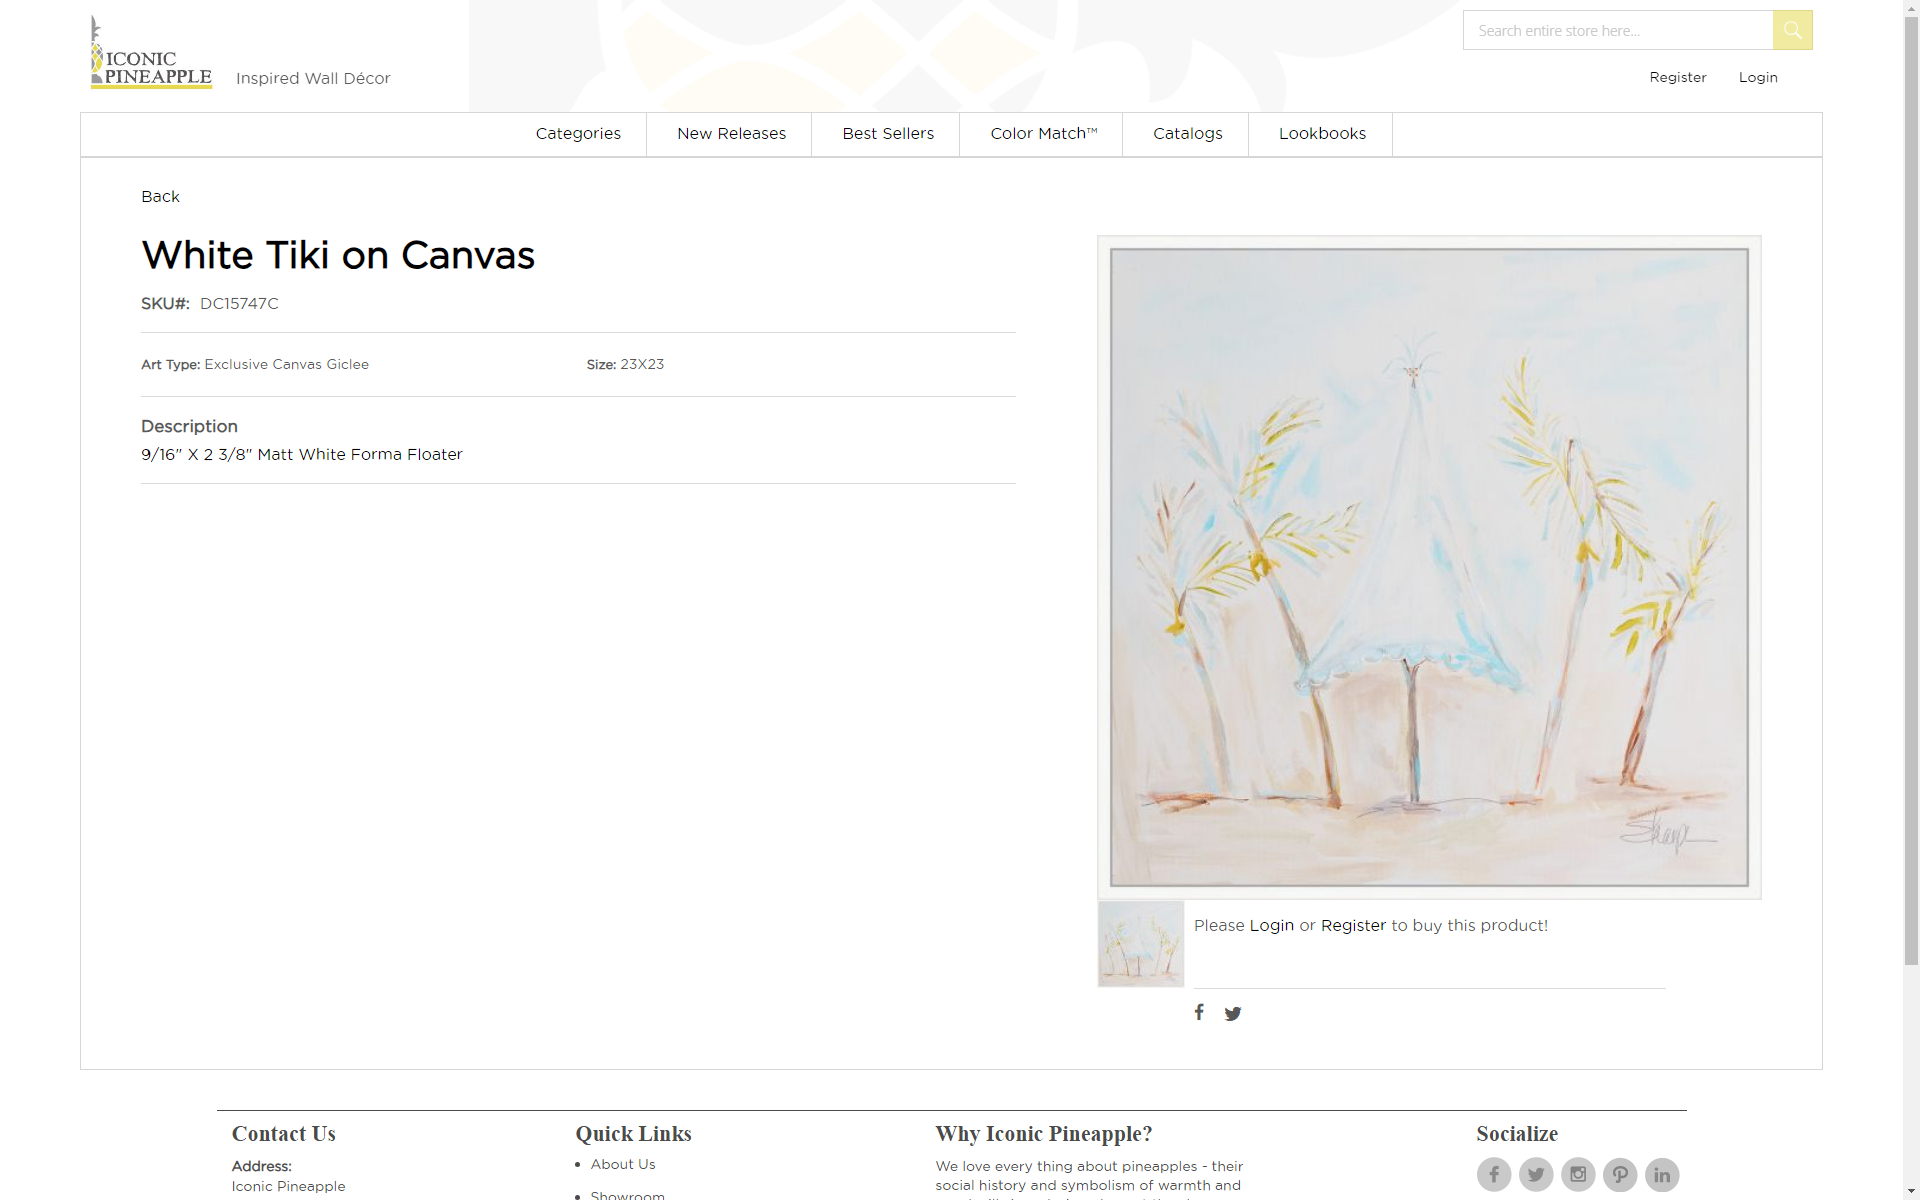 ICONIC
PINEAPPLE
Inspired Wall Décor
Search entire store here...
Register
Login
Categories
New Releases
Best Sellers
Color Match™
Catalogs
Lookbooks
Back
White Tiki on Canvas
SKU#: DC15747C
Art Type: Exclusive Canvas Giclee
Size: 23X23
Description
9/16" X 2 3/8" Matt White Forma Floater
Sharpe
Please Login or Register to buy this product!
Contact Us
Address:
Iconic Pineapple
Quick Links
About Us
Showroom
Why Iconic Pineapple?
We love every thing about pineapples - their
social history and symbolism of warmth and
Socialize